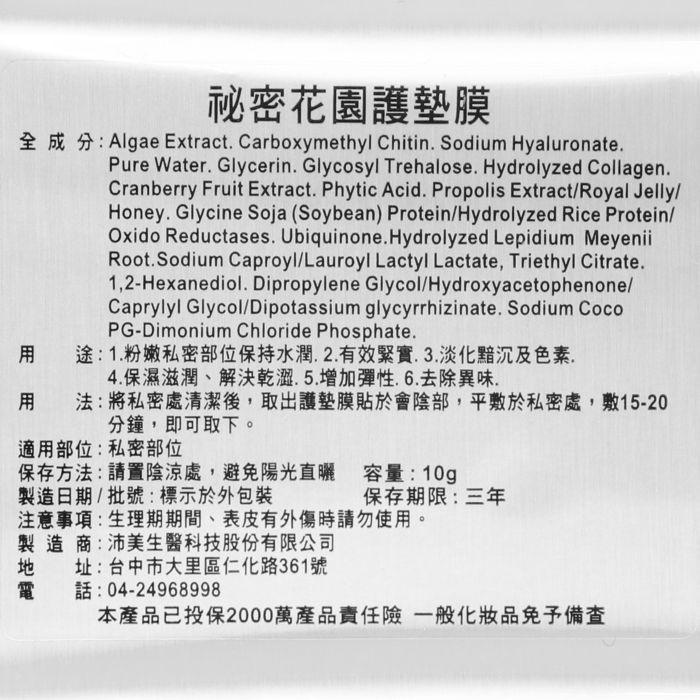 祕密花園護墊膜
全成分:Algae Extract. Carboxymethyl Chitin. Sodium Hyaluronate.
Pure Water. Glycerin. Glycosyl Trehalose. Hydrolyzed Collagen.
Cranberry Fruit Extract. Phytic Acid. Propolis Extract/Royal Jelly/
Honey. Glycine Soja (Soybean) Protein/Hydrolyzed Rice Protein/
Oxido Reductases. Ubiquinone.Hydrolyzed Lepidium Meyenii
Root.Sodium Caproyl/Lauroyl Lactyl Lactate, Triethyl Citrate.
1,2-Hexanediol. Dipropylene Glycol/Hydroxyacetophenone/
Caprylyl Glycol/Dipotassium glycyrrhizinate. Sodium Coco
PG-Dimonium Chloride Phosphate.
用途:1.粉嫩私密部位保持水潤. 2.有效緊實. 3.淡化黯沉及色素.
4.保濕滋潤、解決乾澀. 5.增加彈性. 6.去除異味.
用法:將私密處清潔後，取出護墊膜貼於會陰部，平敷於私密處，敷15-20
分鐘，即可取下。
適用部位:私密部位
保存方法:請置陰涼處，避免陽光直曬 容量:10g
製造日期/批號:標示於外包裝 保存期限:三年
注意事項:生理期期間、表皮有外傷時請勿使用。
製造商:沛美生醫科技股份有限公司
地址:台中市大里區仁化路361號
電話:04-24968998
本產品已投保2000萬產品責任險 一般化妝品免予備查